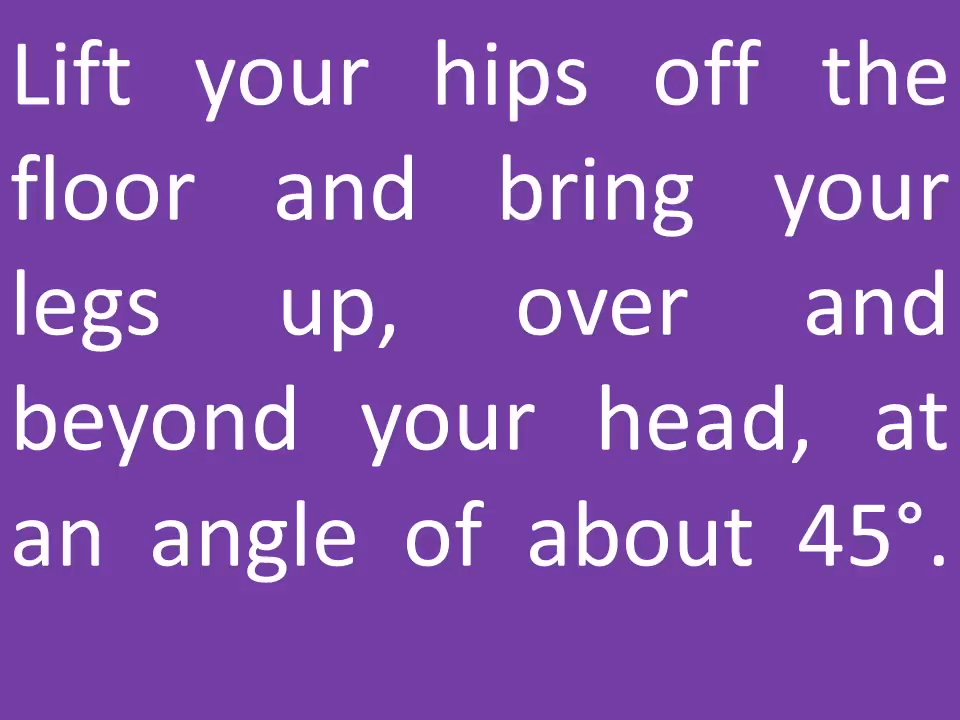 Lift your hips off the
floor and bring your
legs up, over and
beyond your head, at
an angle of about 45°.